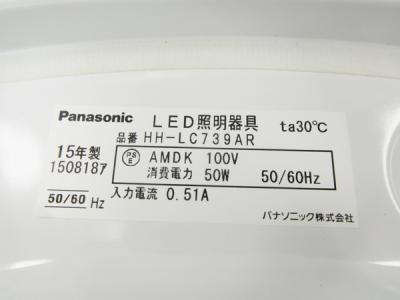 Panasonic LED照明器具 ta30℃
品番 HH-LC739AR
15年製
1508187
PS E AMDK 100V
消費電力 50W 50/60Hz
50/60 Hz 入力電流 0.51A
パナソニック株式会社